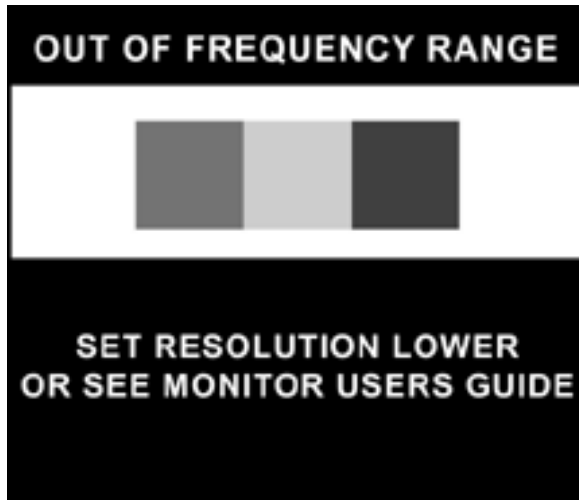 OUT OF FREQUENCY RANGE
SET RESOLUTION LOWER
OR SEE MONITOR USERS GUIDE